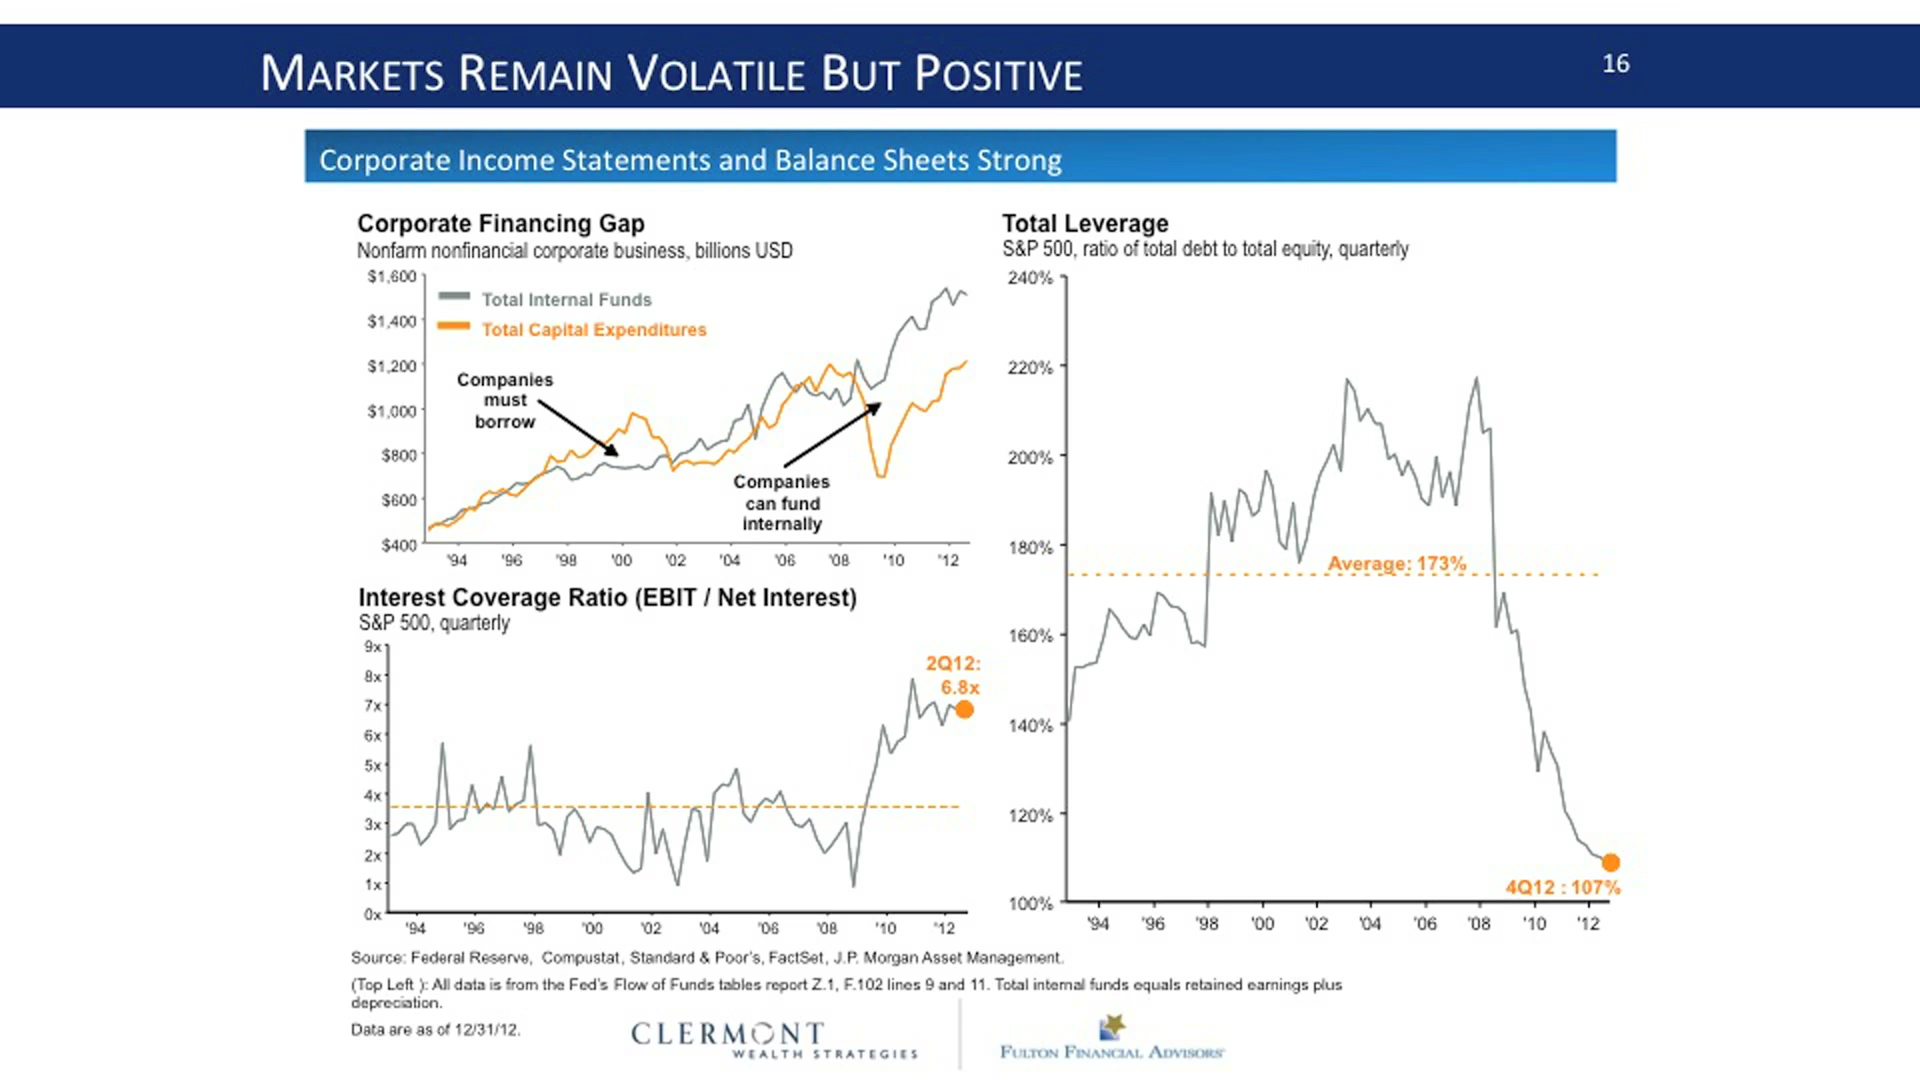 MARKETS REMAIN VOLATILE BUT POSITIVE
16
Corporate Income Statements and Balance Sheets Strong
Corporate Financing Gap
Nonfarm nonfinancial corporate business, billions USD
$1,600
$1,400
$1,200
$1,000
$800
$600
$400
Total Internal Funds
Total Capital Expenditures
Companies
must
borrow
Companies
can fund
internally
'94 '96 '98 '00 '02 '04 '06 '08 '10 '12
Interest Coverage Ratio (EBIT / Net Interest)
S&P 500, quarterly
9x
8x
7x
6x
5x
4x
3x
2x
1x
0x
2Q12:
6.8x
'94 '96 '98 '00 '02 '04 '06 '08 '10 '12
Total Leverage
S&P 500, ratio of total debt to total equity, quarterly
240%
220%
200%
180%
160%
140%
120%
100%
Average: 173%
4Q12 : 107%
'94 '96 '98 '00 '02 '04 '06 '08 '10 '12
Source: Federal Reserve, Compustat, Standard & Poor's, FactSet, J.P. Morgan Asset Management.
(Top Left ): All data is from the Fed's Flow of Funds tables report Z.1, F.102 lines 9 and 11. Total internal funds equals retained earnings plus
depreciation.
Data are as of 12/31/12.
CLERMONT
WEALTH STRATEGIES
FULTON FINANCIAL ADVISORS